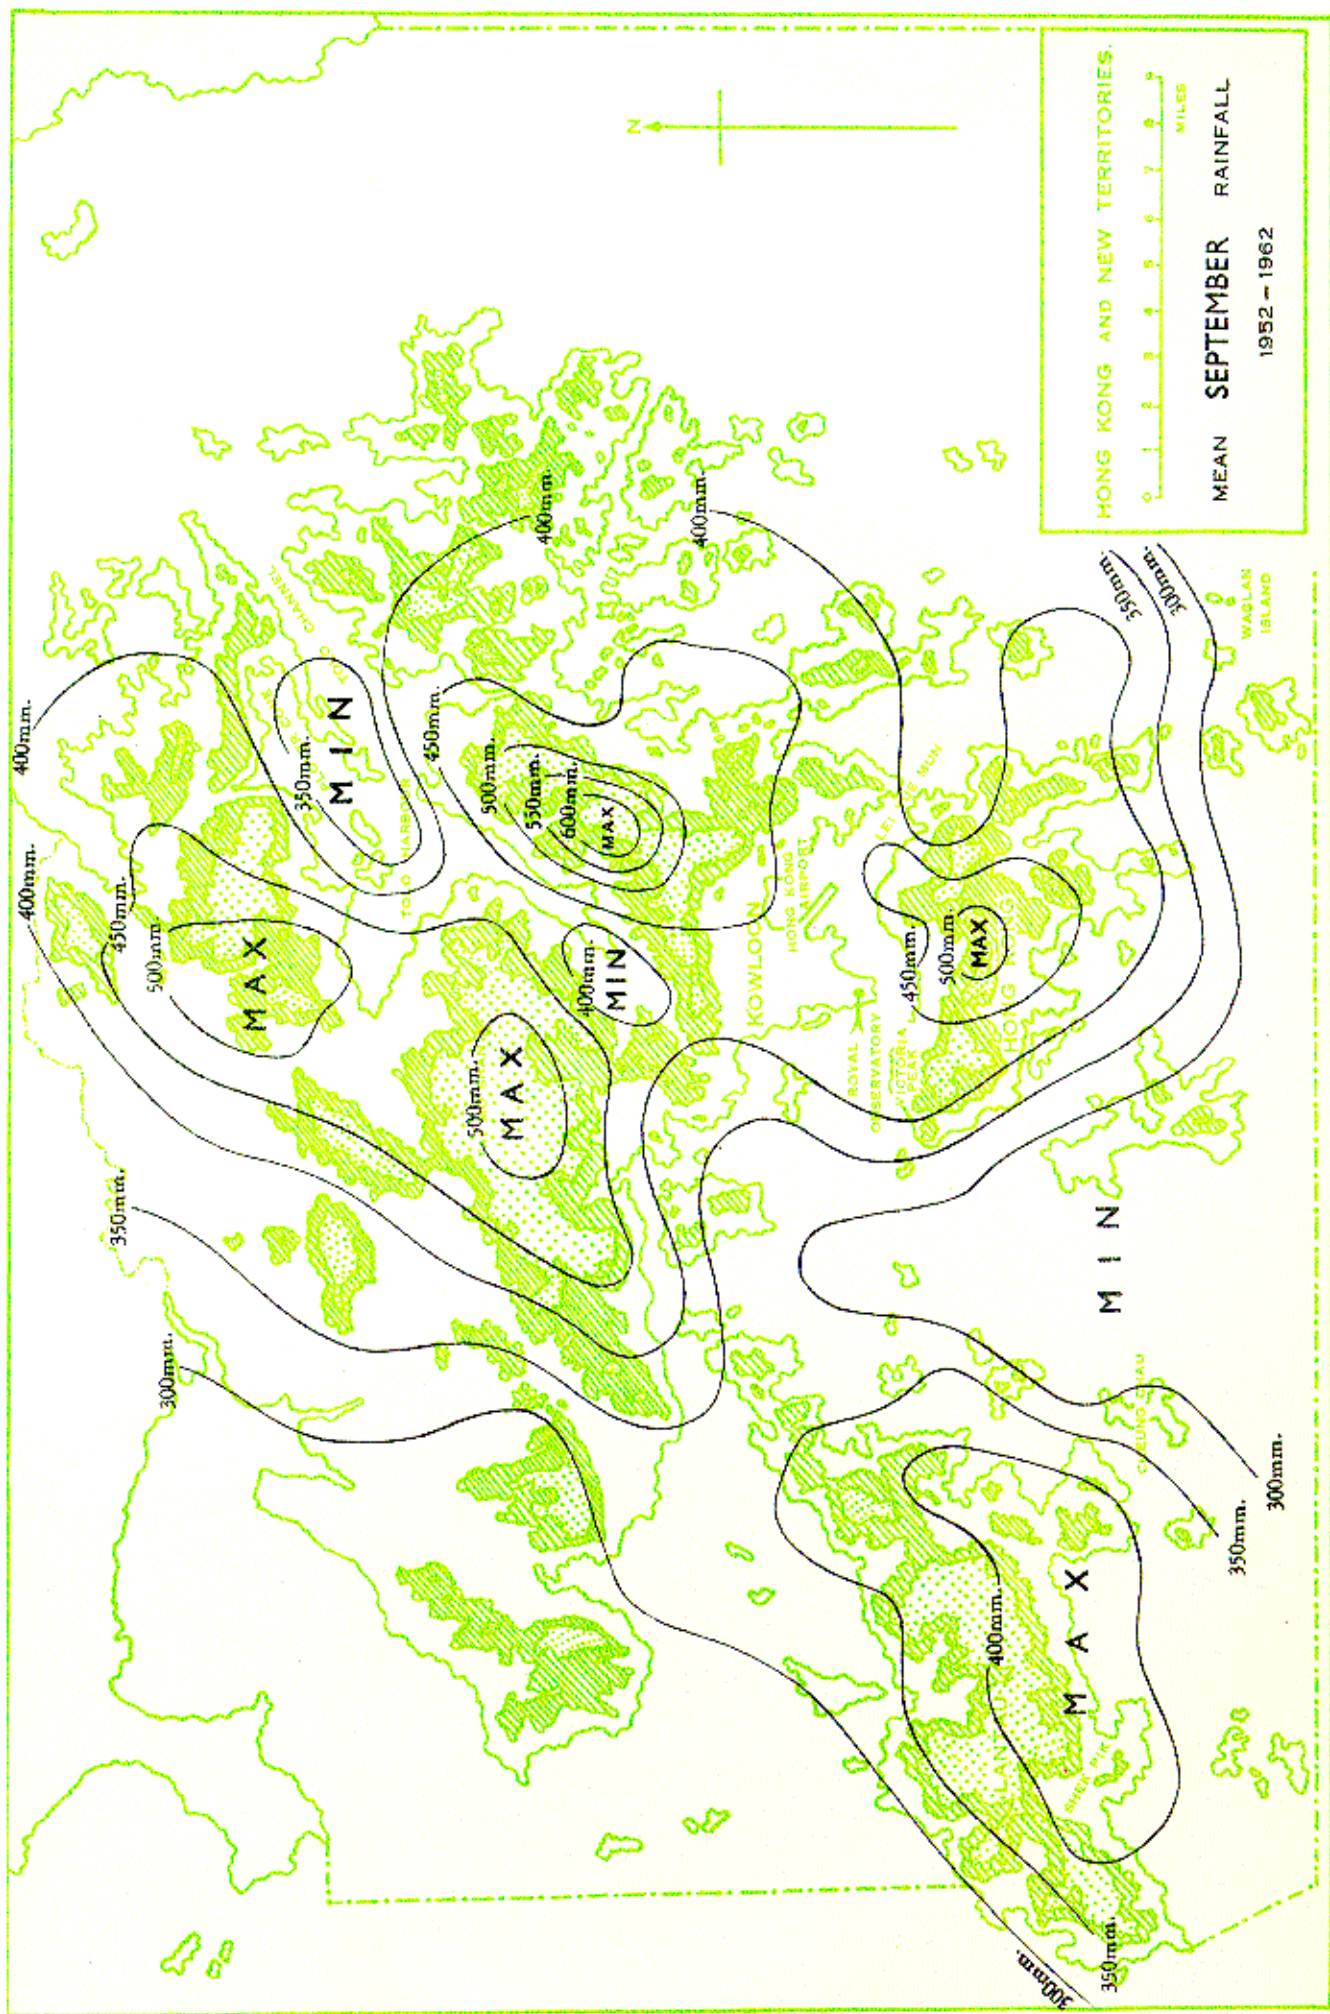 400mm.
400mm.
350mm.
450mm.
500mm.
300mm.
MAX
TOLO CHANNEL
350mm.
MIN
TOLO HARBOUR
450mm.
500mm.
500mm.
MAX
550mm.
400mm.
600mm.
400mm.
MAX
MIN
N
400mm.
KOWLOON
HONG KONG
AIRPORT
ROYAL
OBSERVATORY
VICTORIA
PEAK
LEI YUE MUN
450mm.
500mm.
MAX
HONG KONG
400mm.
LANTAU
MAX
SHEK PIK
MIN
CHEUNG CHAU
300mm.
350mm.
350mm.
300mm.
350mm.
300mm.
WAGLAN
ISLAND
HONG KONG AND NEW TERRITORIES.
0 1 2 3 4 5 6 7 8 9
MILES
MEAN SEPTEMBER RAINFALL
1952 – 1962